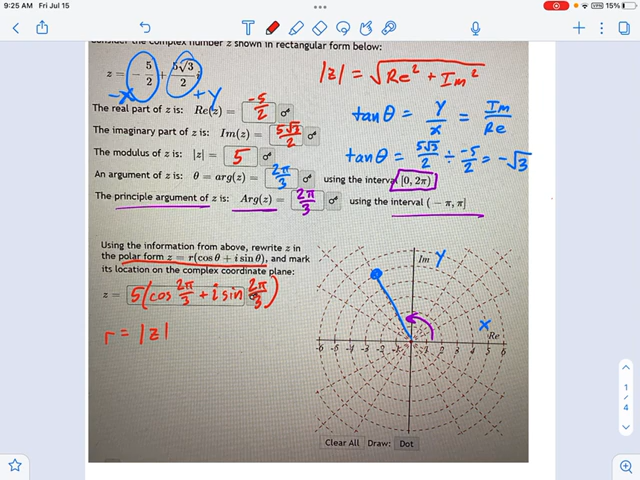 9:25 AM Fri Jul 15
15%
Consider the complex number z shown in rectangular form below:
z = - 5/2 + 5√3/2 i
-x +y
|z| = √Re² + Im²
The real part of z is: Re(z) = -5/2
The imaginary part of z is: Im(z) = 5√3/2
The modulus of z is: |z| = 5
tan θ = y/x = Im/Re
tan θ = 5√3/2 ÷ -5/2 = -√3
An argument of z is: θ = arg(z) = 2π/3 using the interval [0, 2π)
The principle argument of z is: Arg(z) = 2π/3 using the interval (-π, π]
Using the information from above, rewrite z in
the polar form z = r(cos θ + i sin θ), and mark
its location on the complex coordinate plane:
z = 5(cos 2π/3 + i sin 2π/3)
r = |z|
Im y
x
Re
-6 -5 -4 -3 -2 -1 1 2 3 4 5 6
Clear All Draw: Dot
1
/
4